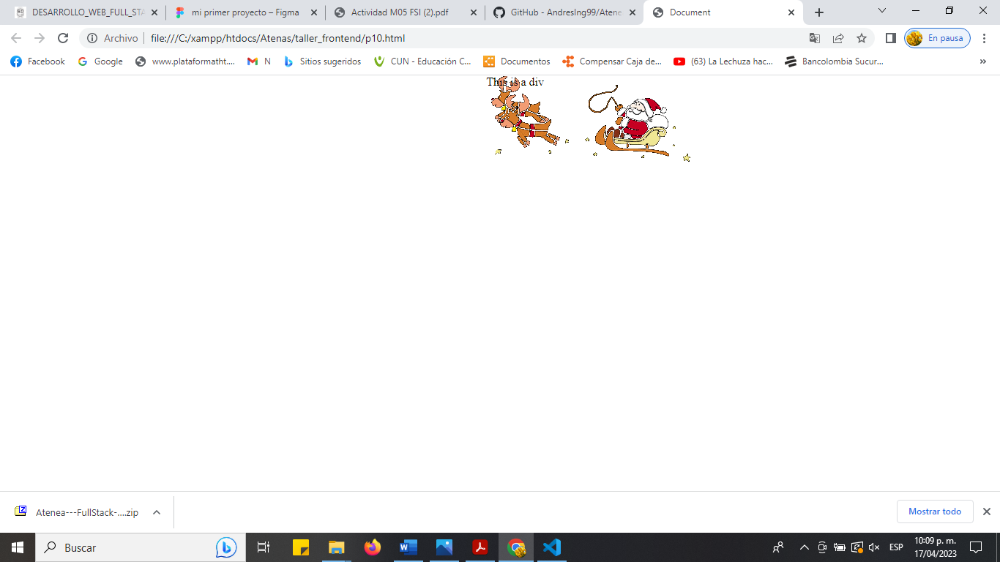 DESARROLLO_WEB_FULL_STA
mi primer proyecto – Figma
Actividad M05 FSI (2).pdf
GitHub - AndresIng99/Atene
Document
Archivo
file:///C:/xampp/htdocs/Atenas/taller_frontend/p10.html
En pausa
Facebook
Google
www.plataformatht....
N
Sitios sugeridos
CUN - Educación C...
Documentos
Compensar Caja de...
(63) La Lechuza hac...
Bancolombia Sucur...
»
This is a div
Atenea---FullStack-....zip
Mostrar todo
Buscar
ESP
10:09 p. m.
17/04/2023